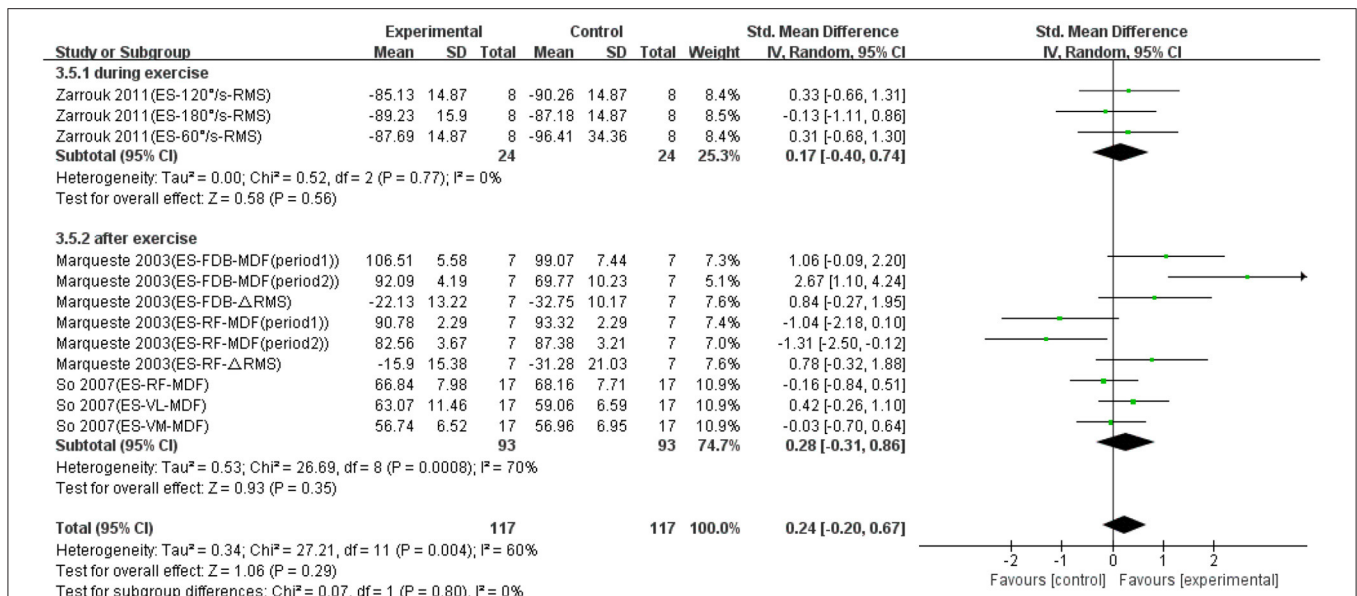 Experimental Control Std. Mean Difference Std. Mean Difference
Study or Subgroup Mean SD Total Mean SD Total Weight IV, Random, 95% CI IV, Random, 95% CI
3.5.1 during exercise
Zarrouk 2011(ES-120°/s-RMS) -85.13 14.87 8 -90.26 14.87 8 8.4% 0.33 [-0.66, 1.31]
Zarrouk 2011(ES-180°/s-RMS) -89.23 15.9 8 -87.18 14.87 8 8.5% -0.13 [-1.11, 0.86]
Zarrouk 2011(ES-60°/s-RMS) -87.69 14.87 8 -96.41 34.36 8 8.4% 0.31 [-0.68, 1.30]
Subtotal (95% CI) 24 24 25.3% 0.17 [-0.40, 0.74]
Heterogeneity: Tau² = 0.00; Chi² = 0.52, df = 2 (P = 0.77); I² = 0%
Test for overall effect: Z = 0.58 (P = 0.56)
3.5.2 after exercise
Marqueste 2003(ES-FDB-MDF(period1)) 106.51 5.58 7 99.07 7.44 7 7.3% 1.06 [-0.09, 2.20]
Marqueste 2003(ES-FDB-MDF(period2)) 92.09 4.19 7 69.77 10.23 7 5.1% 2.67 [1.10, 4.24]
Marqueste 2003(ES-FDB-△RMS) -22.13 13.22 7 -32.75 10.17 7 7.6% 0.84 [-0.27, 1.95]
Marqueste 2003(ES-RF-MDF(period1)) 90.78 2.29 7 93.32 2.29 7 7.4% -1.04 [-2.18, 0.10]
Marqueste 2003(ES-RF-MDF(period2)) 82.56 3.67 7 87.38 3.21 7 7.0% -1.31 [-2.50, -0.12]
Marqueste 2003(ES-RF-△RMS) -15.9 15.38 7 -31.28 21.03 7 7.6% 0.78 [-0.32, 1.88]
So 2007(ES-RF-MDF) 66.84 7.98 17 68.16 7.71 17 10.9% -0.16 [-0.84, 0.51]
So 2007(ES-VL-MDF) 63.07 11.46 17 59.06 6.59 17 10.9% 0.42 [-0.26, 1.10]
So 2007(ES-VM-MDF) 56.74 6.52 17 56.96 6.95 17 10.9% -0.03 [-0.70, 0.64]
Subtotal (95% CI) 93 93 74.7% 0.28 [-0.31, 0.86]
Heterogeneity: Tau² = 0.53; Chi² = 26.69, df = 8 (P = 0.0008); I² = 70%
Test for overall effect: Z = 0.93 (P = 0.35)
Total (95% CI) 117 117 100.0% 0.24 [-0.20, 0.67]
Heterogeneity: Tau² = 0.34; Chi² = 27.21, df = 11 (P = 0.004); I² = 60%
Test for overall effect: Z = 1.06 (P = 0.29)
Test for subgroup differences: Chi² = 0.07, df = 1 (P = 0.80), I² = 0%
-2 -1 0 1 2
Favours [control] Favours [experimental]